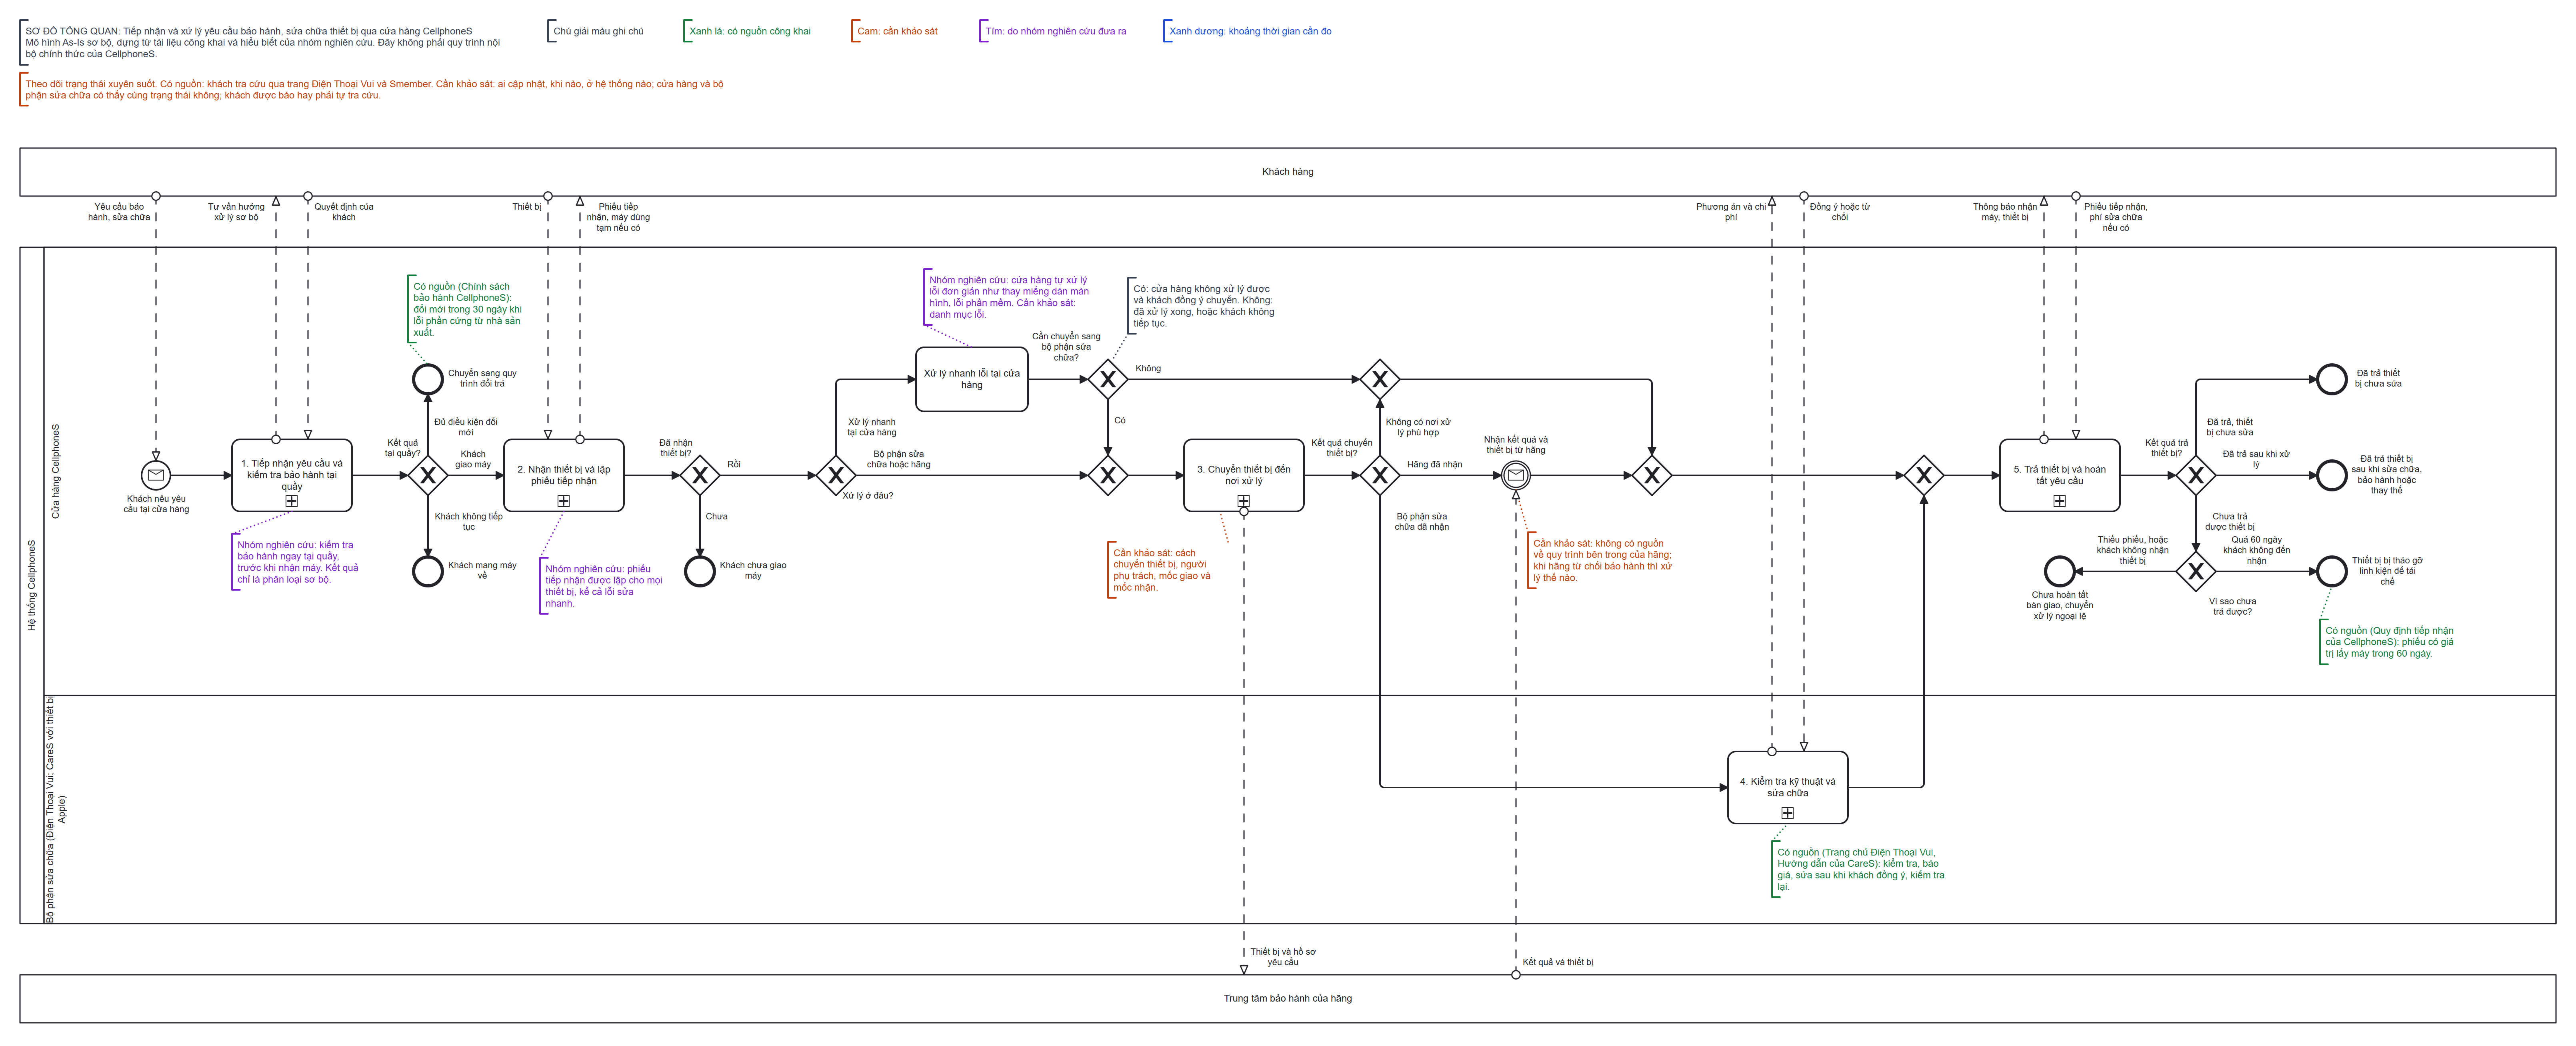 SƠ ĐỒ TỔNG QUAN: Tiếp nhận và xử lý yêu cầu bảo hành, sửa chữa thiết bị qua cửa hàng CellphoneS
Mô hình As-Is sơ bộ, dựng từ tài liệu công khai và hiểu biết của nhóm nghiên cứu. Đây không phải quy trình nội
bộ chính thức của CellphoneS.
Chú giải màu ghi chú
Xanh lá: có nguồn công khai
Cam: cần khảo sát
Tím: do nhóm nghiên cứu đưa ra
Xanh dương: khoảng thời gian cần đo
Theo dõi trạng thái xuyên suốt. Có nguồn: khách tra cứu qua trang Điện Thoại Vui và Smember. Cần khảo sát: ai cập nhật, khi nào, ở hệ thống nào; cửa hàng và bộ
phận sửa chữa có thấy cùng trạng thái không; khách được báo hay phải tự tra cứu.
Khách hàng
Yêu cầu bảo
hành, sửa chữa
Tư vấn hướng
xử lý sơ bộ
Quyết định của
khách
Thiết bị
Phiếu tiếp
nhận, máy dùng
tạm nếu có
Phương án và chi
phí
Đồng ý hoặc từ
chối
Thông báo nhận
máy, thiết bị
Phiếu tiếp nhận,
phí sửa chữa
nếu có
Hệ thống CellphoneS
Cửa hàng CellphoneS
Khách nêu yêu
cầu tại cửa hàng
1. Tiếp nhận yêu cầu và
kiểm tra bảo hành tại
quầy
Nhóm nghiên cứu: kiểm tra
bảo hành ngay tại quầy,
trước khi nhận máy. Kết quả
chỉ là phân loại sơ bộ.
Có nguồn (Chính sách
bảo hành CellphoneS):
đổi mới trong 30 ngày khi
lỗi phần cứng từ nhà sản
xuất.
Chuyển sang quy
trình đổi trả
Đủ điều kiện đổi
mới
Kết quả
tại quầy?
Khách
giao máy
Khách không tiếp
tục
Khách mang máy
về
2. Nhận thiết bị và lập
phiếu tiếp nhận
Nhóm nghiên cứu: phiếu
tiếp nhận được lập cho mọi
thiết bị, kể cả lỗi sửa
nhanh.
Đã nhận
thiết bị?
Rồi
Chưa
Khách chưa giao
máy
Xử lý ở đâu?
Xử lý nhanh
tại cửa hàng
Bộ phận sửa
chữa hoặc hãng
Nhóm nghiên cứu: cửa hàng tự xử lý
lỗi đơn giản như thay miếng dán màn
hình, lỗi phần mềm. Cần khảo sát:
danh mục lỗi.
Xử lý nhanh lỗi tại cửa
hàng
Cần chuyển sang
bộ phận sửa
chữa?
Có: cửa hàng không xử lý được
và khách đồng ý chuyển. Không:
đã xử lý xong, hoặc khách không
tiếp tục.
Không
Có
3. Chuyển thiết bị đến
nơi xử lý
Cần khảo sát: cách
chuyển thiết bị, người
phụ trách, mốc giao và
mốc nhận.
Kết quả chuyển
thiết bị?
Không có nơi xử
lý phù hợp
Hãng đã nhận
Bộ phận sửa
chữa đã nhận
Nhận kết quả và
thiết bị từ hãng
Cần khảo sát: không có nguồn
về quy trình bên trong của hãng;
khi hãng từ chối bảo hành thì xử
lý thế nào.
5. Trả thiết bị và hoàn
tất yêu cầu
Kết quả trả
thiết bị?
Đã trả, thiết
bị chưa sửa
Đã trả thiết
bị chưa sửa
Đã trả sau khi xử
lý
Đã trả thiết bị
sau khi sửa chữa,
bảo hành hoặc
thay thế
Chưa trả
được thiết bị
Thiếu phiếu, hoặc
khách không nhận
thiết bị
Quá 60 ngày
khách không đến
nhận
Vì sao chưa
trả được?
Chưa hoàn tất
bàn giao, chuyển
xử lý ngoại lệ
Thiết bị bị tháo gỡ
linh kiện để tái
chế
Có nguồn (Quy định tiếp nhận
của CellphoneS): phiếu có giá
trị lấy máy trong 60 ngày.
Bộ phận sửa chữa (Điện Thoại Vui; CareS với thiết bị
Apple)
4. Kiểm tra kỹ thuật và
sửa chữa
Có nguồn (Trang chủ Điện Thoại Vui,
Hướng dẫn của CareS): kiểm tra, báo
giá, sửa sau khi khách đồng ý, kiểm tra
lại.
Thiết bị và hồ sơ
yêu cầu
Kết quả và thiết bị
Trung tâm bảo hành của hãng